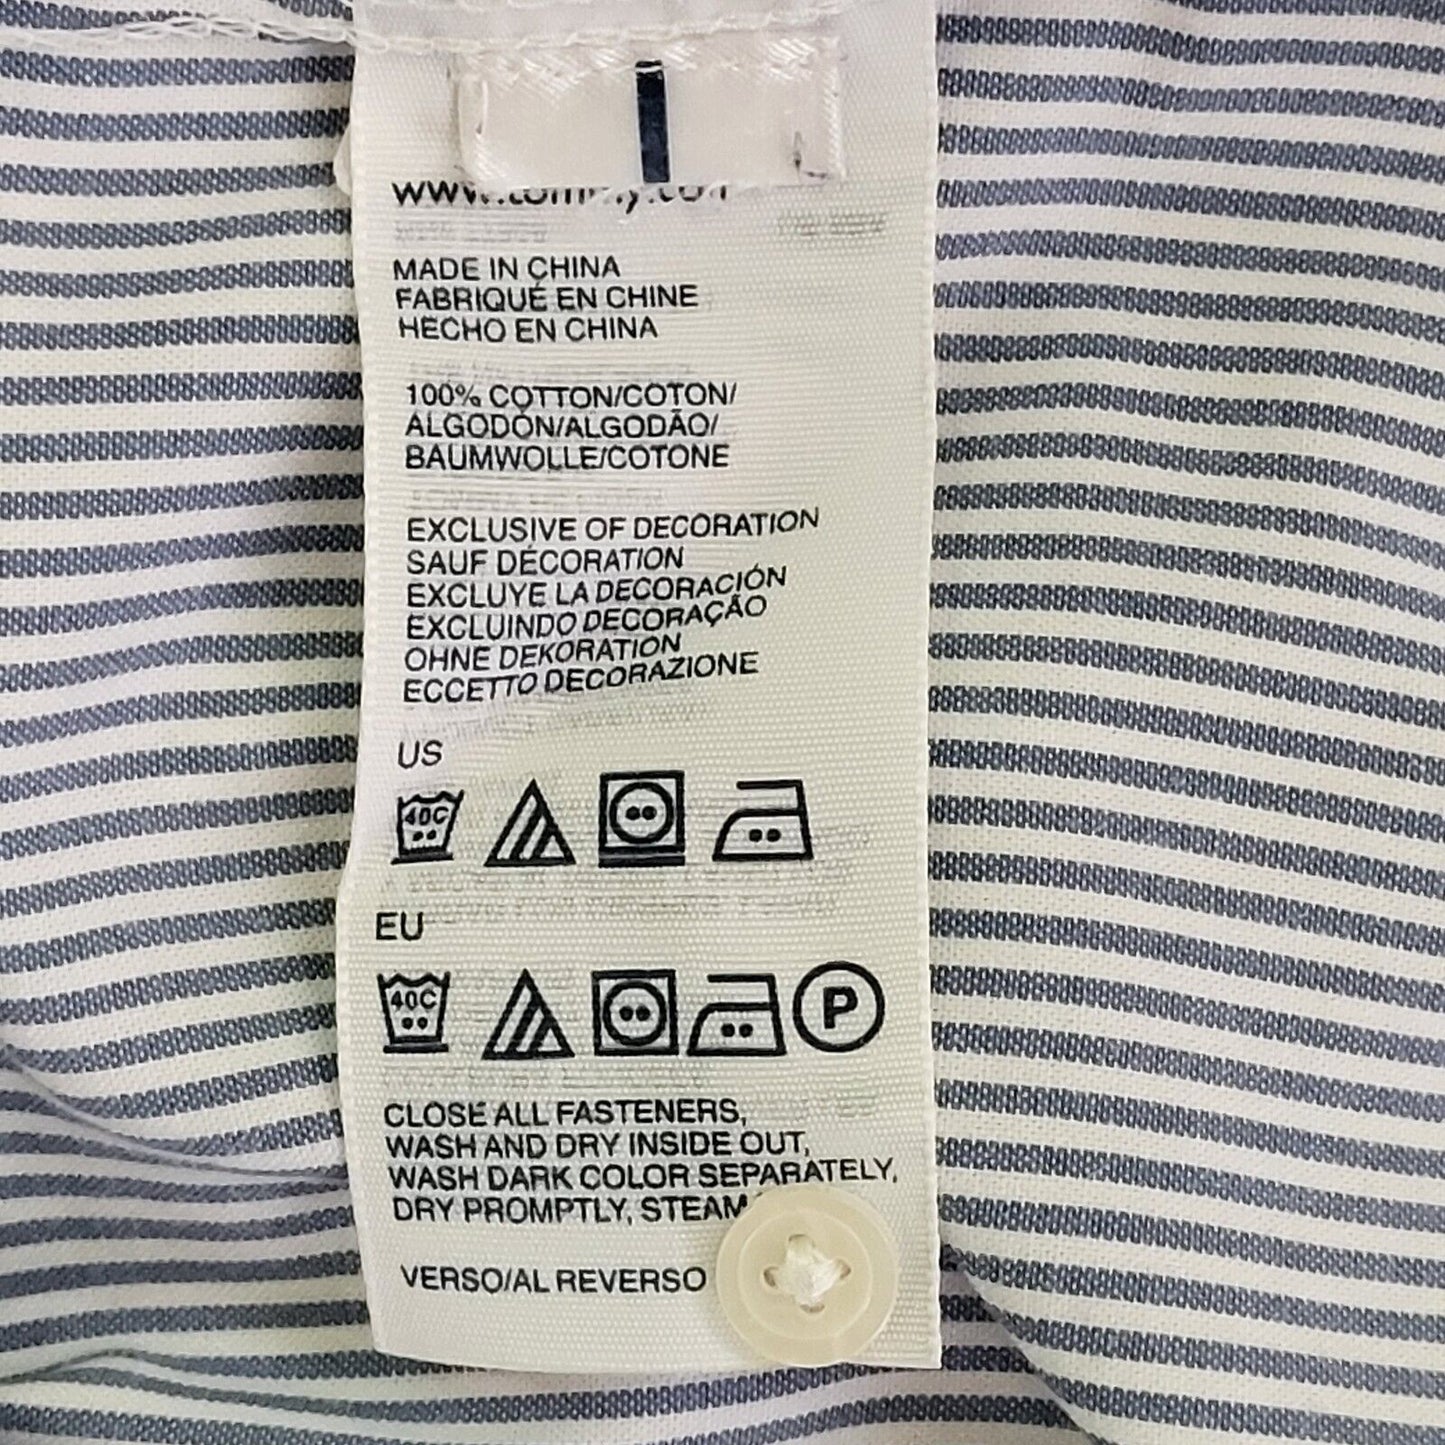 MADE IN CHINA
FABRIQUÉ EN CHINE
HECHO EN CHINA
100% COTTON/COTON/
ALGODÓN/ALGODÃO/
BAUMWOLLE/COTONE
EXCLUSIVE OF DECORATION
SAUF DÉCORATION
EXCLUYE LA DECORACIÓN
EXCLUINDO DECORAÇÃO
OHNE DEKORATION
ECCETTO DECORAZIONE
US
40C
EU
40C
P
CLOSE ALL FASTENERS,
WASH AND DRY INSIDE OUT,
WASH DARK COLOR SEPARATELY,
DRY PROMPTLY, STEAM
VERSO/AL REVERSO